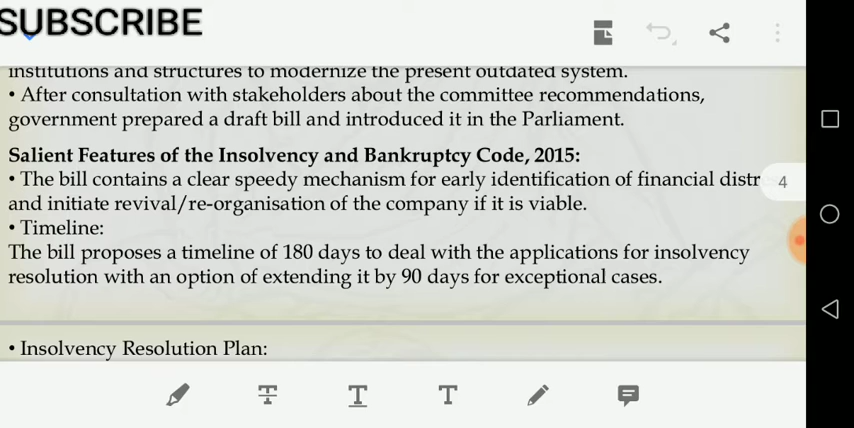 SUBSCRIBE
institutions and structures to modernize the present outdated system.
• After consultation with stakeholders about the committee recommendations,
government prepared a draft bill and introduced it in the Parliament.
Salient Features of the Insolvency and Bankruptcy Code, 2015:
• The bill contains a clear speedy mechanism for early identification of financial distr
4
and initiate revival/re-organisation of the company if it is viable.
• Timeline:
The bill proposes a timeline of 180 days to deal with the applications for insolvency
resolution with an option of extending it by 90 days for exceptional cases.
• Insolvency Resolution Plan: